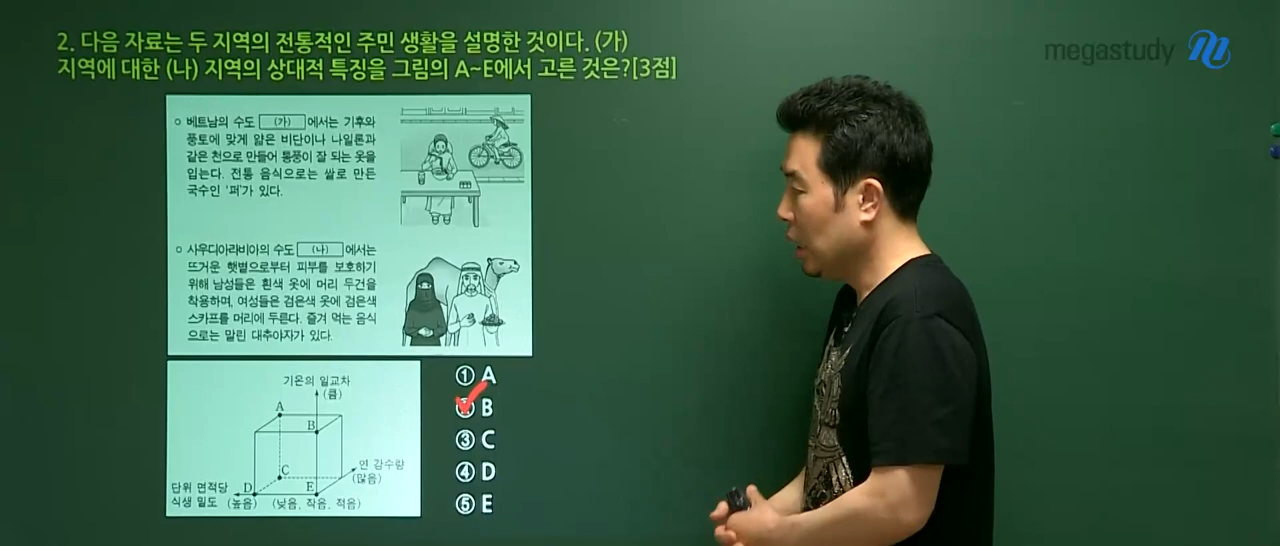 2. 다음 자료는 두 지역의 전통적인 주민 생활을 설명한 것이다. (가)
지역에 대한 (나) 지역의 상대적 특징을 그림의 A~E에서 고른 것은?[3점]
megastudy
○ 베트남의 수도 (가) 에서는 기후와
풍토에 맞게 얇은 비단이나 나일론과
같은 천으로 만들어 통풍이 잘 되는 옷을
입는다. 전통 음식으로는 쌀로 만든
국수인 '퍼'가 있다.
○ 사우디아라비아의 수도 (나) 에서는
뜨거운 햇볕으로부터 피부를 보호하기
위해 남성들은 흰색 옷에 머리 두건을
착용하며, 여성들은 검은색 옷에 검은색
스카프를 머리에 두른다. 즐겨 먹는 음식
으로는 말린 대추야자가 있다.
기온의 일교차
(큼)
A
B
C
연 강수량
(많음)
단위 면적당
식생 밀도
(높음)
D
E
(낮음, 작음, 적음)
① A
② B
③ C
④ D
⑤ E